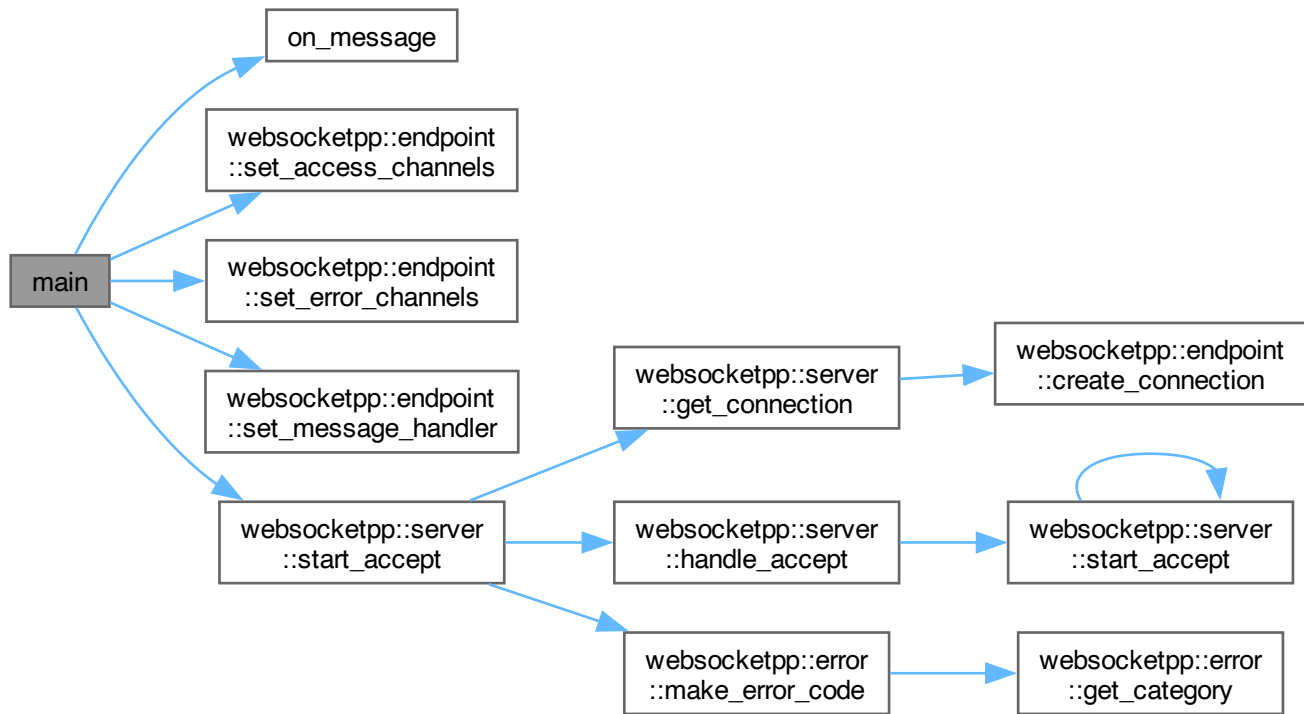 on_message
websocketpp::endpoint
::set_access_channels
main
websocketpp::endpoint
::set_error_channels
websocketpp::endpoint
::set_message_handler
websocketpp::server
::start_accept
websocketpp::server
::get_connection
websocketpp::endpoint
::create_connection
websocketpp::server
::handle_accept
websocketpp::server
::start_accept
websocketpp::error
::make_error_code
websocketpp::error
::get_category